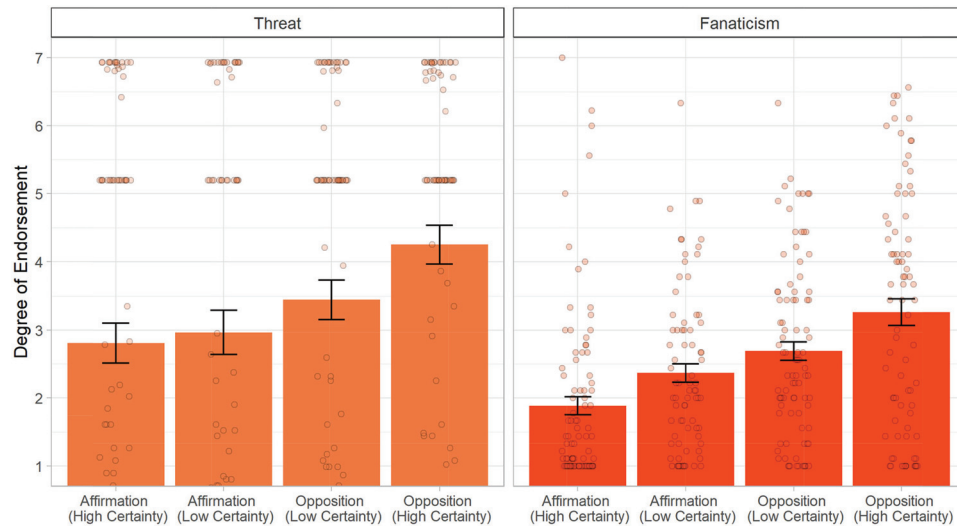 Threat
Fanaticism
Degree of Endorsement
7
6
5
4
3
2
1
Affirmation
(High Certainty)
Affirmation
(Low Certainty)
Opposition
(Low Certainty)
Opposition
(High Certainty)
Affirmation
(High Certainty)
Affirmation
(Low Certainty)
Opposition
(Low Certainty)
Opposition
(High Certainty)